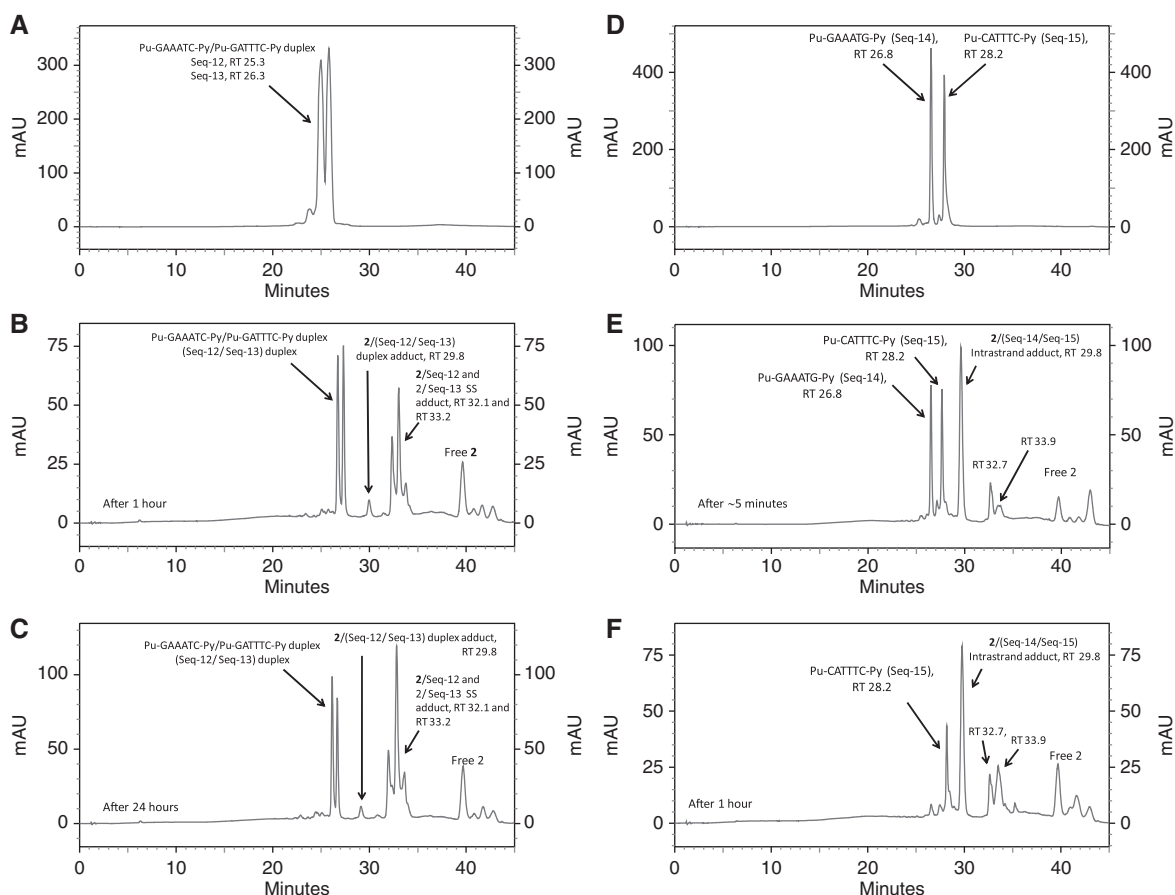 A
Pu-GAAATC-Py/Pu-GATTTC-Py duplex
Seq-12, RT 25.3
Seq-13, RT 26.3
mAU
300
200
100
0
mAU
300
200
100
0
0 10 20 30 40
Minutes
B
Pu-GAAATC-Py/Pu-GATTTC-Py duplex
(Seq-12/Seq-13) duplex
2/(Seq-12/Seq-13)
duplex adduct, RT 29.8
2/Seq-12 and
2/Seq-13 SS
adduct, RT 32.1 and
RT 33.2
Free 2
After 1 hour
mAU
75
50
25
0
mAU
75
50
25
0
0 10 20 30 40
Minutes
C
Pu-GAAATC-Py/Pu-GATTTC-Py duplex
(Seq-12/Seq-13) duplex
2/(Seq-12/Seq-13) duplex adduct,
RT 29.8
2/Seq-12 and
2/Seq-13 SS
adduct, RT 32.1 and
RT 33.2
Free 2
After 24 hours
mAU
100
50
0
mAU
100
50
0
0 10 20 30 40
Minutes
D
Pu-GAAATG-Py (Seq-14),
RT 26.8
Pu-CATTTC-Py (Seq-15),
RT 28.2
mAU
400
200
0
mAU
400
200
0
0 10 20 30 40
Minutes
E
Pu-CATTTC-Py (Seq-15),
RT 28.2
Pu-GAAATG-Py (Seq-14),
RT 26.8
2/(Seq-14/Seq-15)
Intrastrand adduct, RT 29.8
RT 32.7
RT 33.9
Free 2
After ~5 minutes
mAU
100
50
0
mAU
100
50
0
0 10 20 30 40
Minutes
F
Pu-CATTTC-Py (Seq-15),
RT 28.2
2/(Seq-14/Seq-15)
Intrastrand adduct, RT 29.8
RT 32.7,
RT 33.9
Free 2
After 1 hour
mAU
75
50
25
0
mAU
75
50
25
0
0 10 20 30 40
Minutes